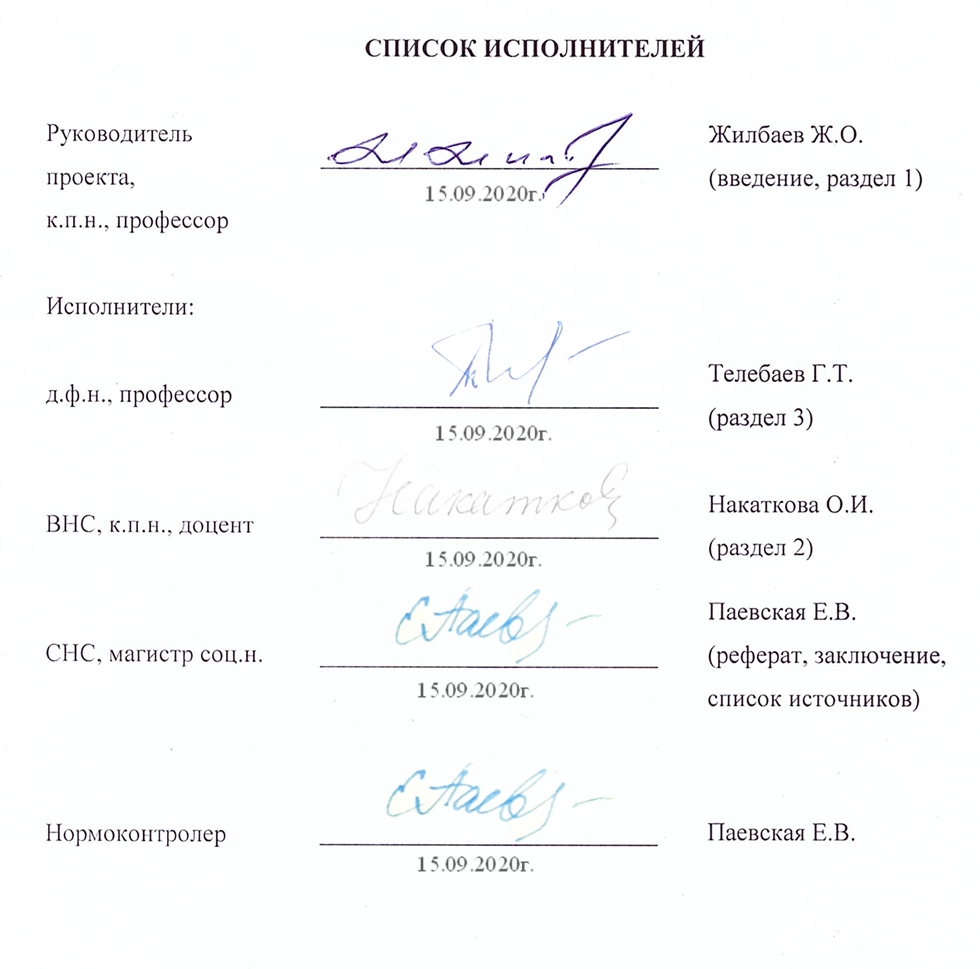 СПИСОК ИСПОЛНИТЕЛЕЙ
Руководитель
проекта,
к.п.н., профессор
15.09.2020г.
Жилбаев Ж.О.
(введение, раздел 1)
Исполнители:
д.ф.н., профессор
15.09.2020г.
Телебаев Г.Т.
(раздел 3)
ВНС, к.п.н., доцент
Накаткова
15.09.2020г.
Накаткова О.И.
(раздел 2)
СНС, магистр соц.н.
15.09.2020г.
Паевская Е.В.
(реферат, заключение,
список источников)
Нормоконтролер
15.09.2020г.
Паевская Е.В.